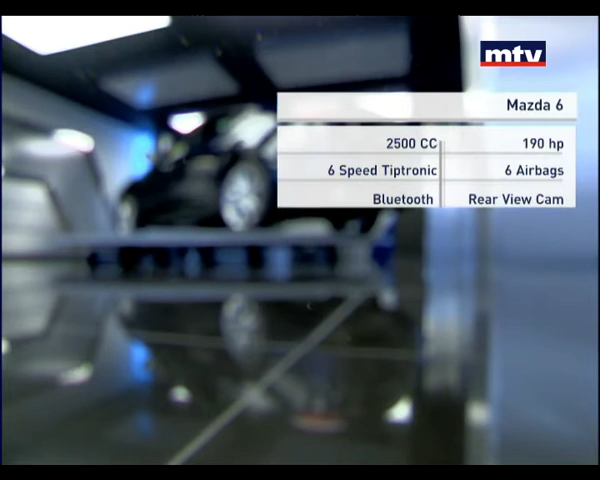 mtv
Mazda 6
2500 CC 190 hp
6 Speed Tiptronic 6 Airbags
Bluetooth Rear View Cam